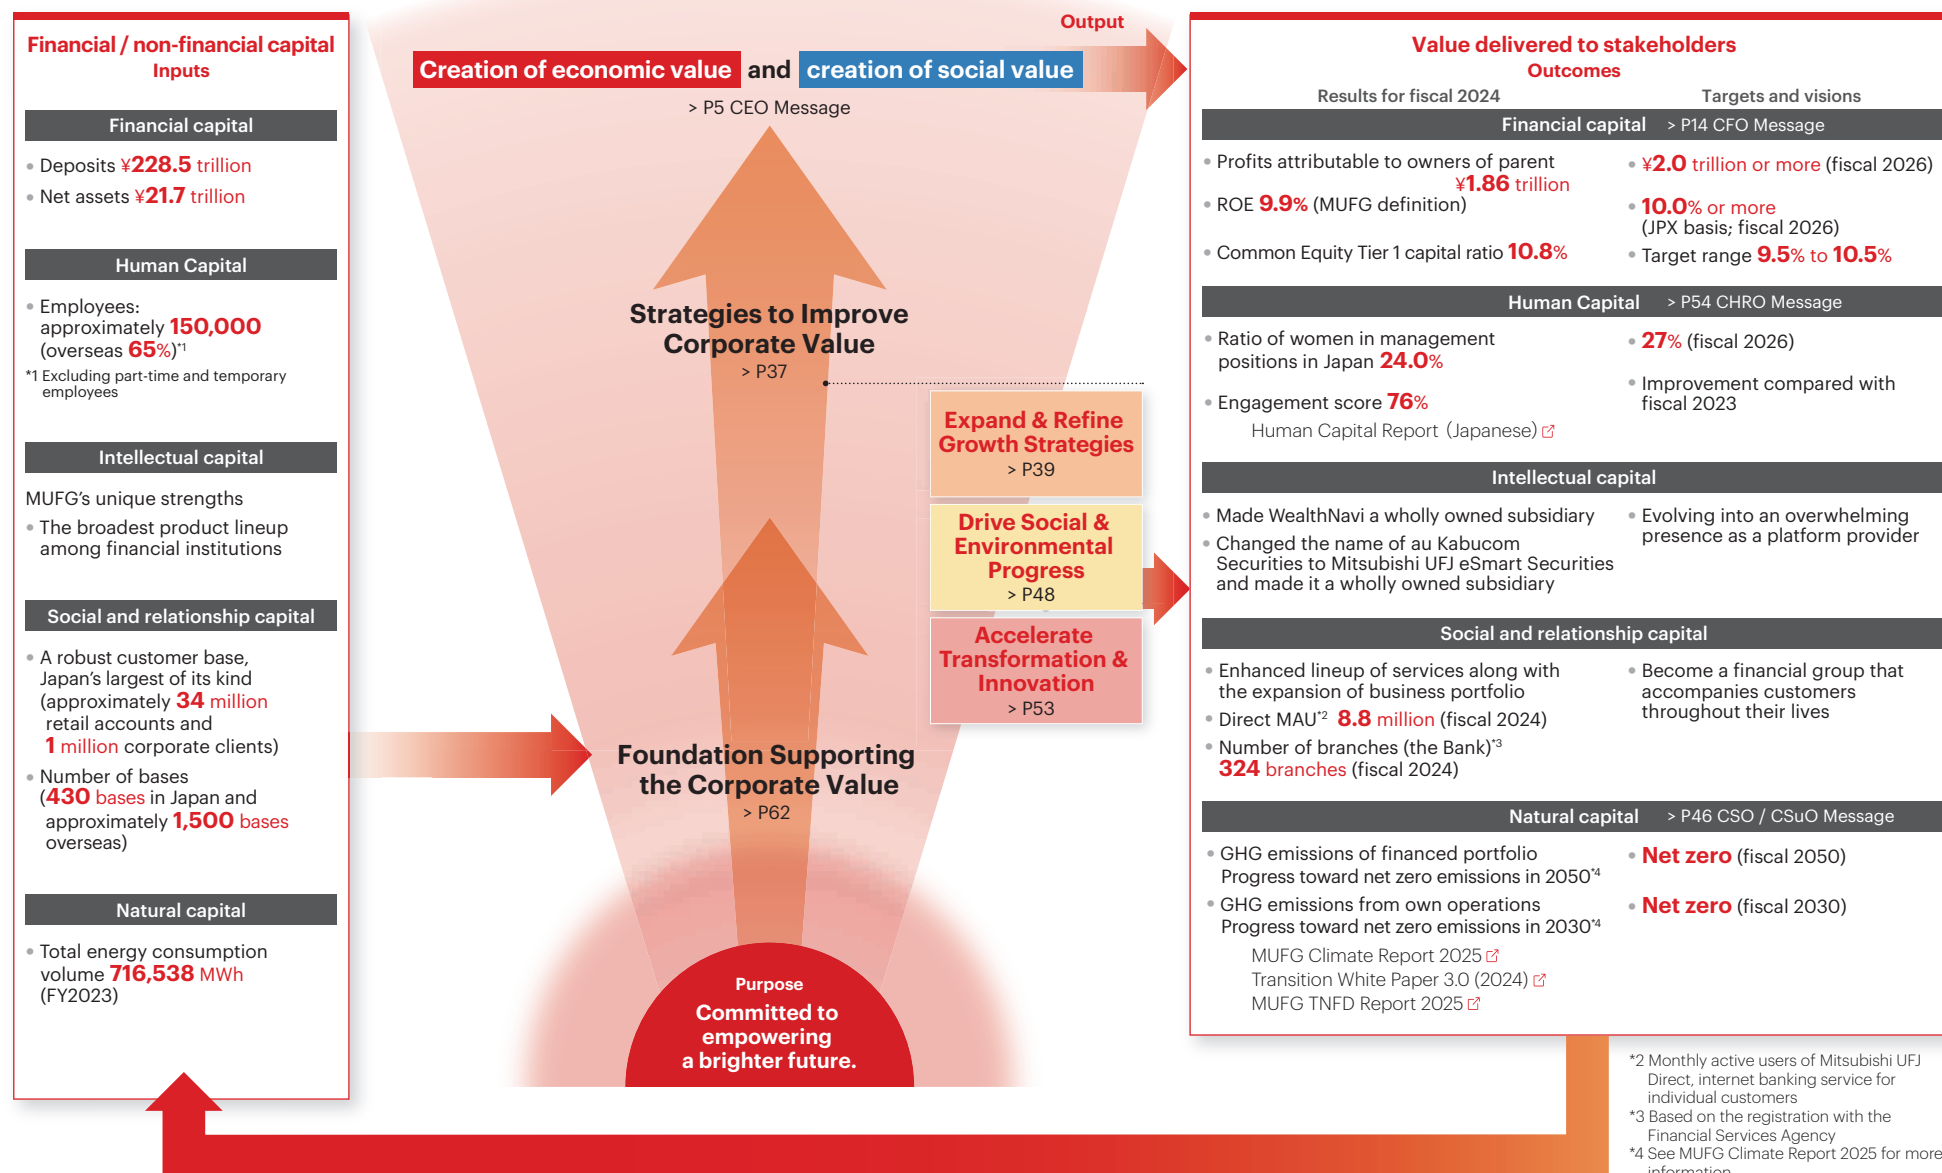 Financial / non-financial capital
Inputs
Financial capital
• Deposits ¥228.5 trillion
• Net assets ¥21.7 trillion
Human Capital
• Employees:
approximately 150,000
(overseas 65%)*1
*1 Excluding part-time and temporary
employees
Intellectual capital
MUFG’s unique strengths
• The broadest product lineup
among financial institutions
Social and relationship capital
• A robust customer base,
Japan’s largest of its kind
(approximately 34 million
retail accounts and
1 million corporate clients)
• Number of bases
(430 bases in Japan and
approximately 1,500 bases
overseas)
Natural capital
• Total energy consumption
volume 716,538 MWh
(FY2023)
Output
Creation of economic value and creation of social value
> P5 CEO Message
Strategies to Improve
Corporate Value
> P37
Expand & Refine
Growth Strategies
> P39
Drive Social &
Environmental
Progress
> P48
Accelerate
Transformation &
Innovation
> P53
Foundation Supporting
the Corporate Value
> P62
Purpose
Committed to
empowering
a brighter future.
Value delivered to stakeholders
Outcomes
Results for fiscal 2024
Targets and visions
Financial capital > P14 CFO Message
• Profits attributable to owners of parent
¥1.86 trillion
• ¥2.0 trillion or more (fiscal 2026)
• ROE 9.9% (MUFG definition)
• 10.0% or more
(JPX basis; fiscal 2026)
• Common Equity Tier 1 capital ratio 10.8%
• Target range 9.5% to 10.5%
Human Capital > P54 CHRO Message
• Ratio of women in management
positions in Japan 24.0%
• 27% (fiscal 2026)
• Engagement score 76%
Human Capital Report (Japanese)
• Improvement compared with
fiscal 2023
Intellectual capital
• Made WealthNavi a wholly owned subsidiary
• Changed the name of au Kabucom
Securities to Mitsubishi UFJ eSmart Securities
and made it a wholly owned subsidiary
• Evolving into an overwhelming
presence as a platform provider
Social and relationship capital
• Enhanced lineup of services along with
the expansion of business portfolio
• Direct MAU*2 8.8 million (fiscal 2024)
• Number of branches (the Bank)*3
324 branches (fiscal 2024)
• Become a financial group that
accompanies customers
throughout their lives
Natural capital > P46 CSO / CSuO Message
• GHG emissions of financed portfolio
Progress toward net zero emissions in 2050*4
• Net zero (fiscal 2050)
• GHG emissions from own operations
Progress toward net zero emissions in 2030*4
• Net zero (fiscal 2030)
MUFG Climate Report 2025
Transition White Paper 3.0 (2024)
MUFG TNFD Report 2025
*2 Monthly active users of Mitsubishi UFJ
Direct, internet banking service for
individual customers
*3 Based on the registration with the
Financial Services Agency
*4 See MUFG Climate Report 2025 for more
information